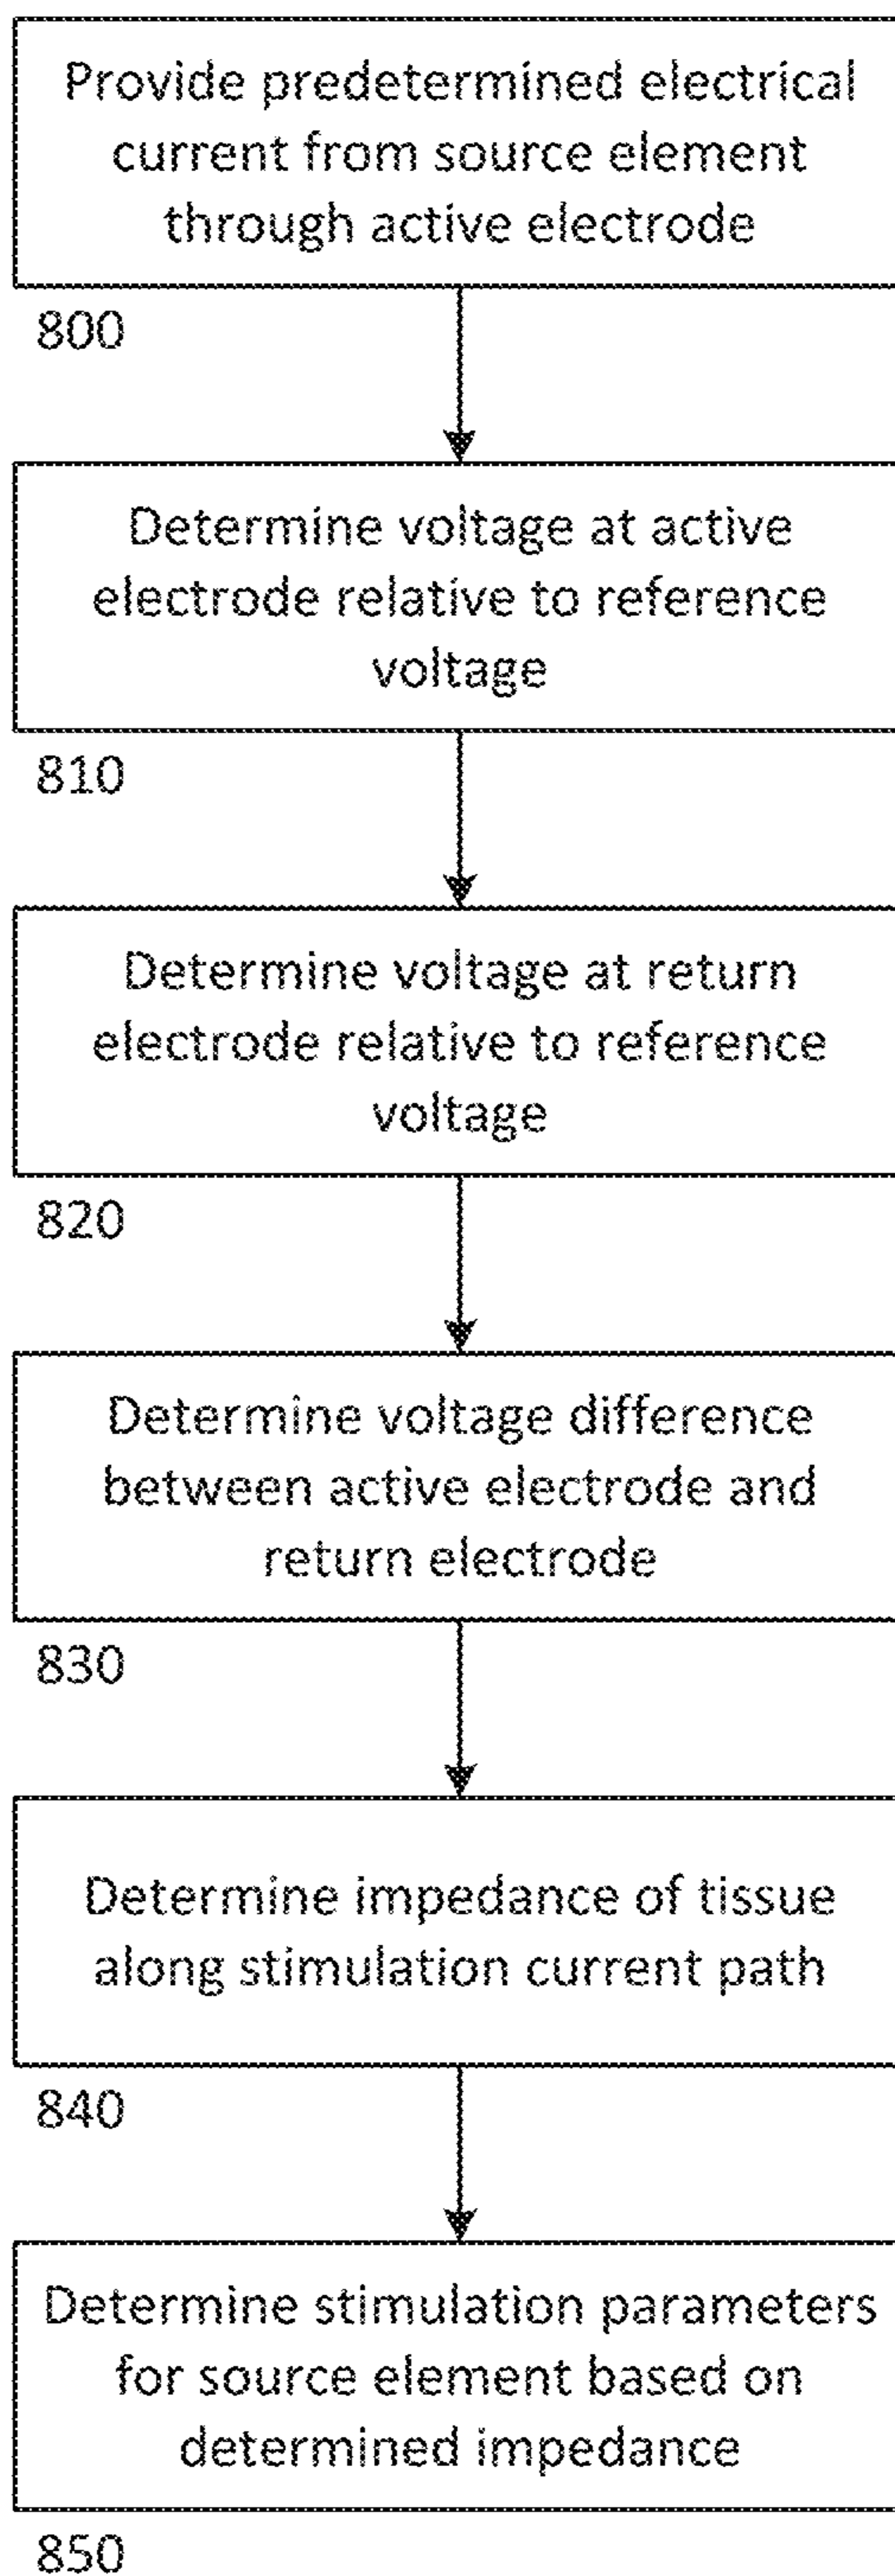 Provide predetermined electrical
current from source element
through active electrode
800
Determine voltage at active
electrode relative to reference
voltage
810
Determine voltage at return
electrode relative to reference
voltage
820
Determine voltage difference
between active electrode and
return electrode
830
Determine impedance of tissue
along stimulation current path
840
Determine stimulation parameters
for source element based on
determined impedance
850